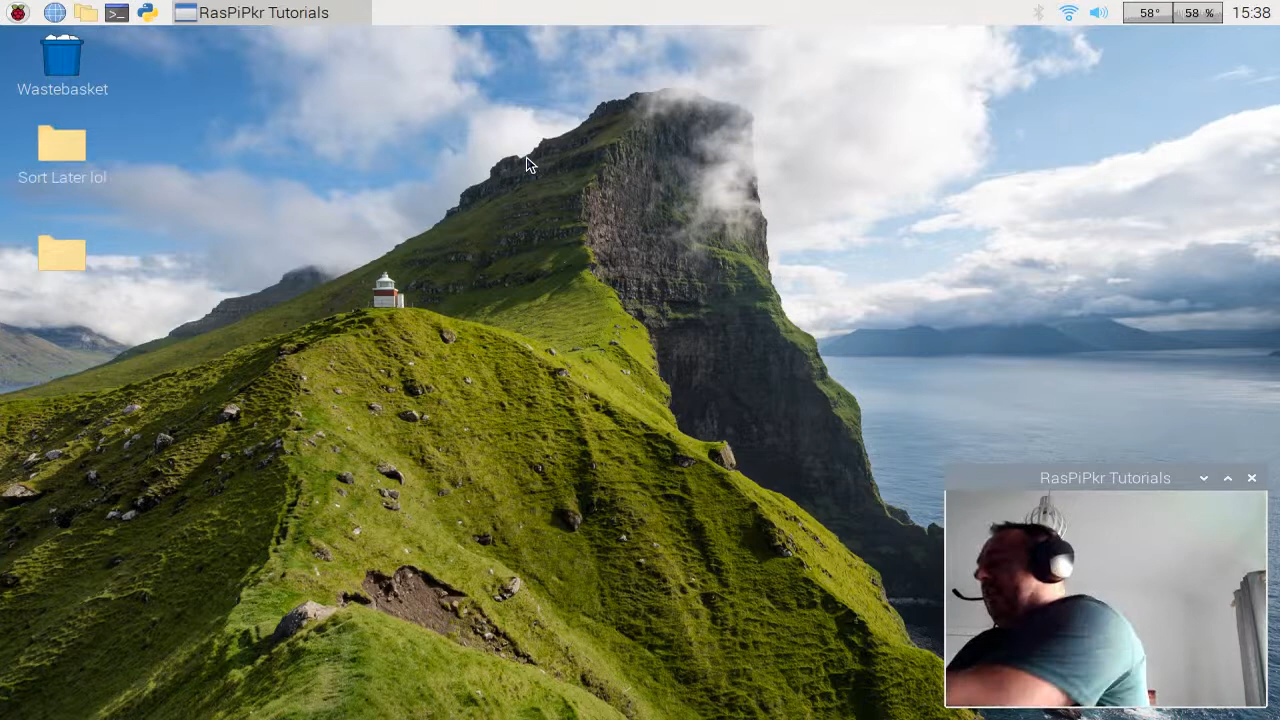 RasPiPkr Tutorials
58°
58 %
15:38
Wastebasket
Sort Later lol
RasPiPkr Tutorials